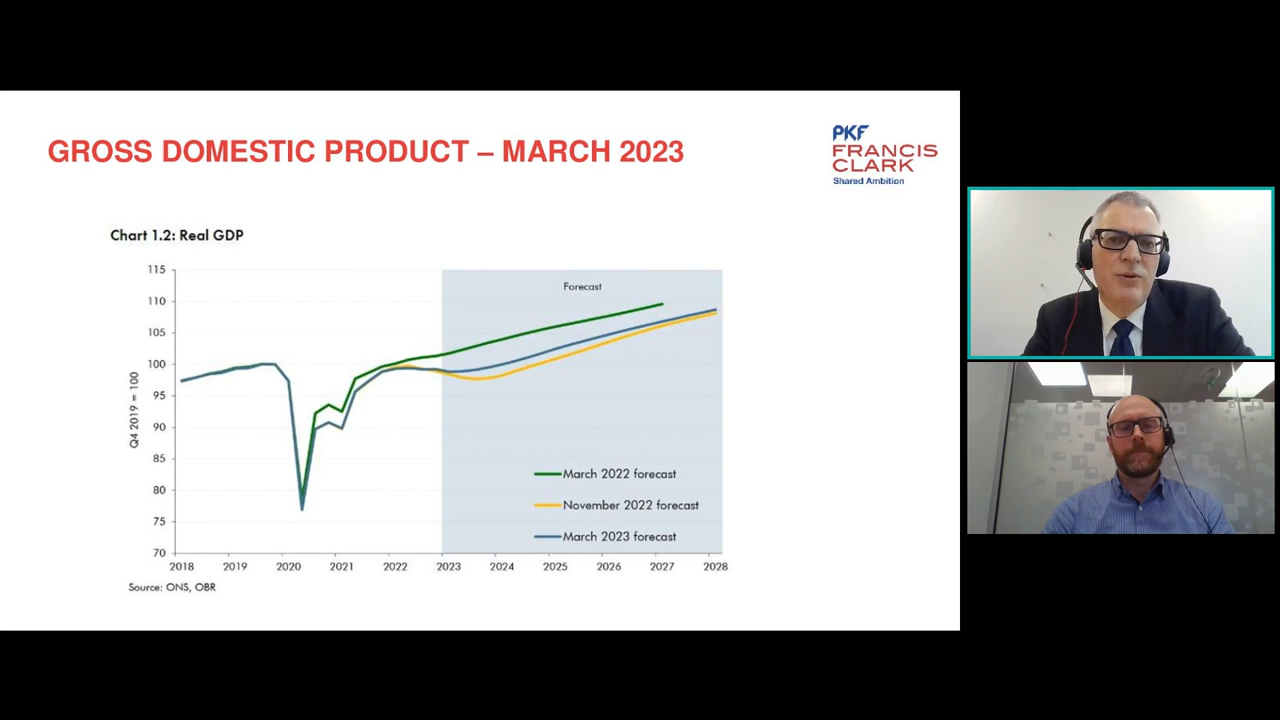 GROSS DOMESTIC PRODUCT – MARCH 2023
PKF
FRANCIS
CLARK
Shared Ambition
Chart 1.2: Real GDP
115
110
105
100
95
90
85
80
75
70
Q4 2019 = 100
Forecast
March 2022 forecast
November 2022 forecast
March 2023 forecast
2018 2019 2020 2021 2022 2023 2024 2025 2026 2027 2028
Source: ONS, OBR